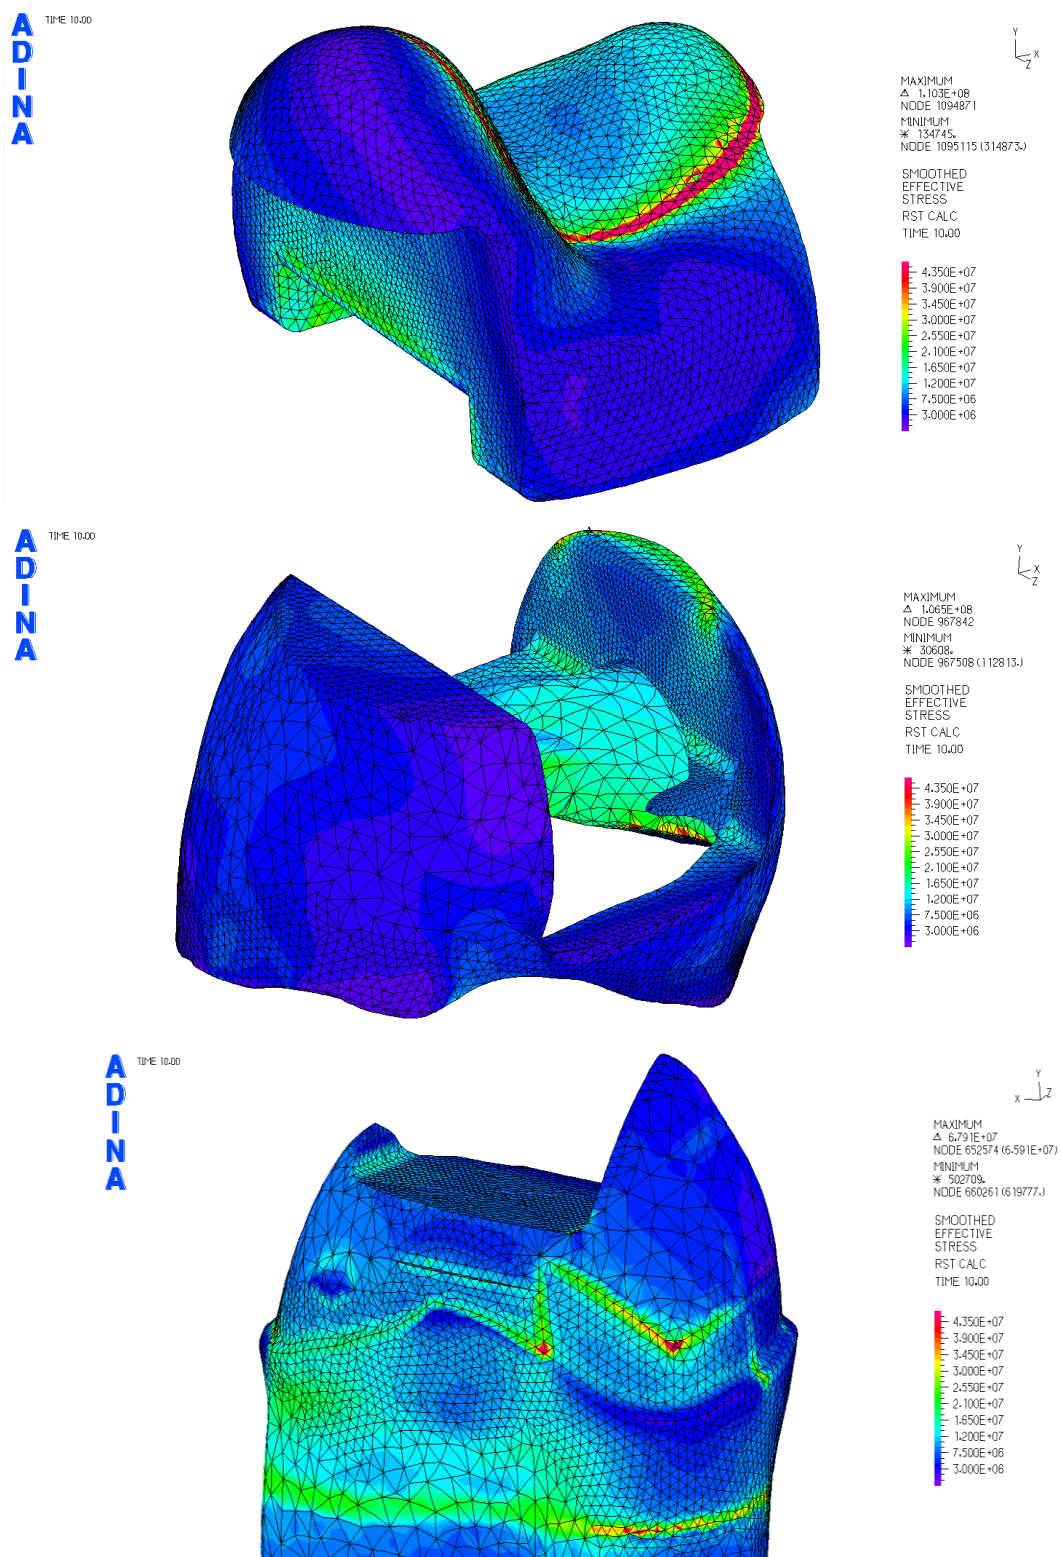 ADINA
TIME 10.00
Y
X
Z
MAXIMUM
Δ 1.103E+08
NODE 1094871
MINIMUM
* 134745.
NODE 1095115 (314873.)
SMOOTHED
EFFECTIVE
STRESS
RST CALC
TIME 10.00
4.350E+07
3.900E+07
3.450E+07
3.000E+07
2.550E+07
2.100E+07
1.650E+07
1.200E+07
7.500E+06
3.000E+06
ADINA
TIME 10.00
Y
X
Z
MAXIMUM
Δ 1.065E+08
NODE 967842
MINIMUM
* 30608.
NODE 967508 (112813.)
SMOOTHED
EFFECTIVE
STRESS
RST CALC
TIME 10.00
4.350E+07
3.900E+07
3.450E+07
3.000E+07
2.550E+07
2.100E+07
1.650E+07
1.200E+07
7.500E+06
3.000E+06
ADINA
TIME 10.00
Y
X
Z
MAXIMUM
Δ 6.791E+07
NODE 652574 (6.591E+07)
MINIMUM
* 502709.
NODE 660261 (619777.)
SMOOTHED
EFFECTIVE
STRESS
RST CALC
TIME 10.00
4.350E+07
3.900E+07
3.450E+07
3.000E+07
2.550E+07
2.100E+07
1.650E+07
1.200E+07
7.500E+06
3.000E+06